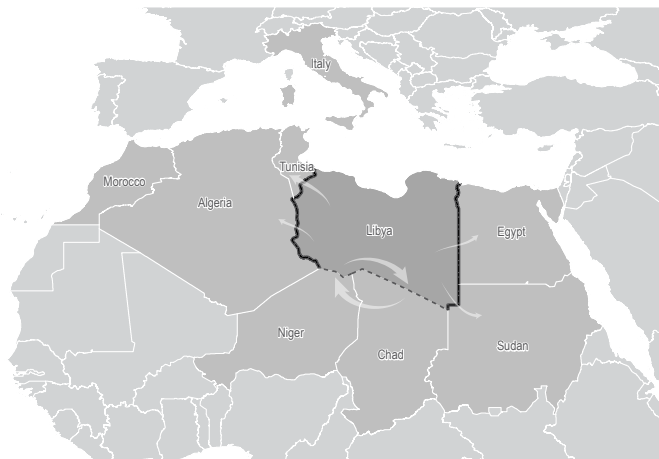 Italy
Tunisia
Morocco
Algeria
Libya
Egypt
Niger
Chad
Sudan